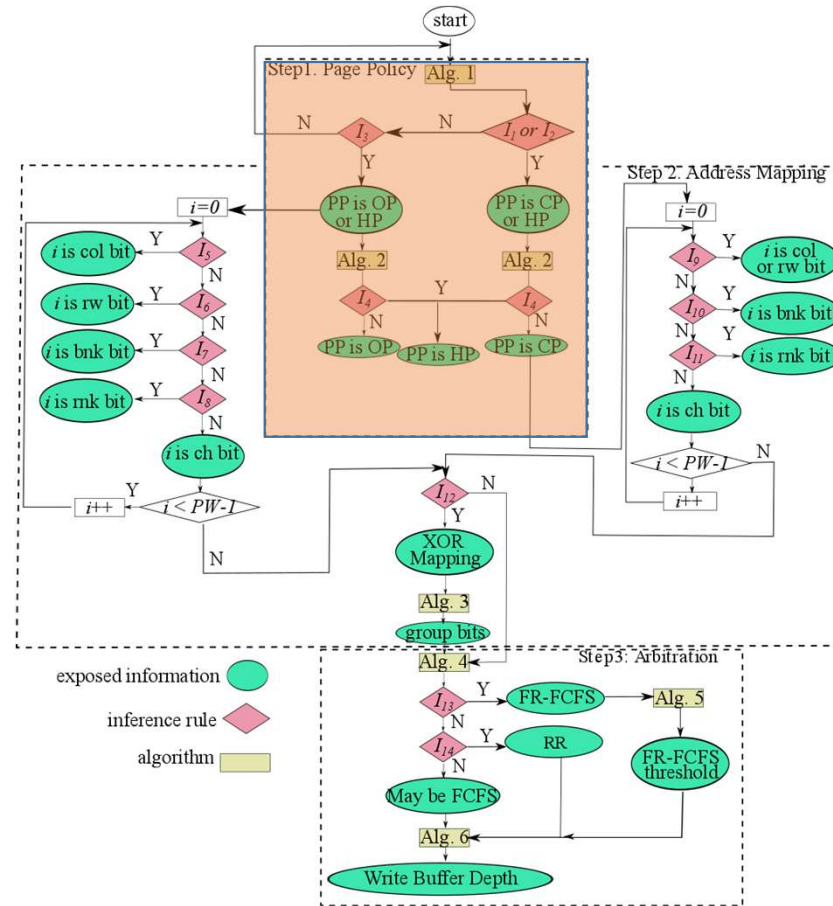 start
Step1. Page Policy
Alg. 1
N
I3
N
I1 or I2
Y
Y
Step 2. Address Mapping
i=0
PP is OP
or HP
PP is CP
or HP
i=0
i is col bit
Y
I5
N
Alg. 2
Alg. 2
I9
Y
i is col
or rw bit
N
i is rw bit
Y
I6
N
I4
Y
I4
N
N
I10
Y
i is bnk bit
N
i is bnk bit
Y
I7
N
PP is OP
PP is HP
PP is CP
I11
Y
i is rnk bit
N
i is rnk bit
Y
I8
N
i is ch bit
i is ch bit
i < PW-1
N
i++
Y
i < PW-1
N
I12
N
Y
i++
XOR
Mapping
Alg. 3
group bits
Alg. 4
Step3: Arbitration
exposed information
inference rule
algorithm
I13
Y
FR-FCFS
Alg. 5
N
I14
Y
RR
N
FR-FCFS
threshold
May be FCFS
Alg. 6
Write Buffer Depth